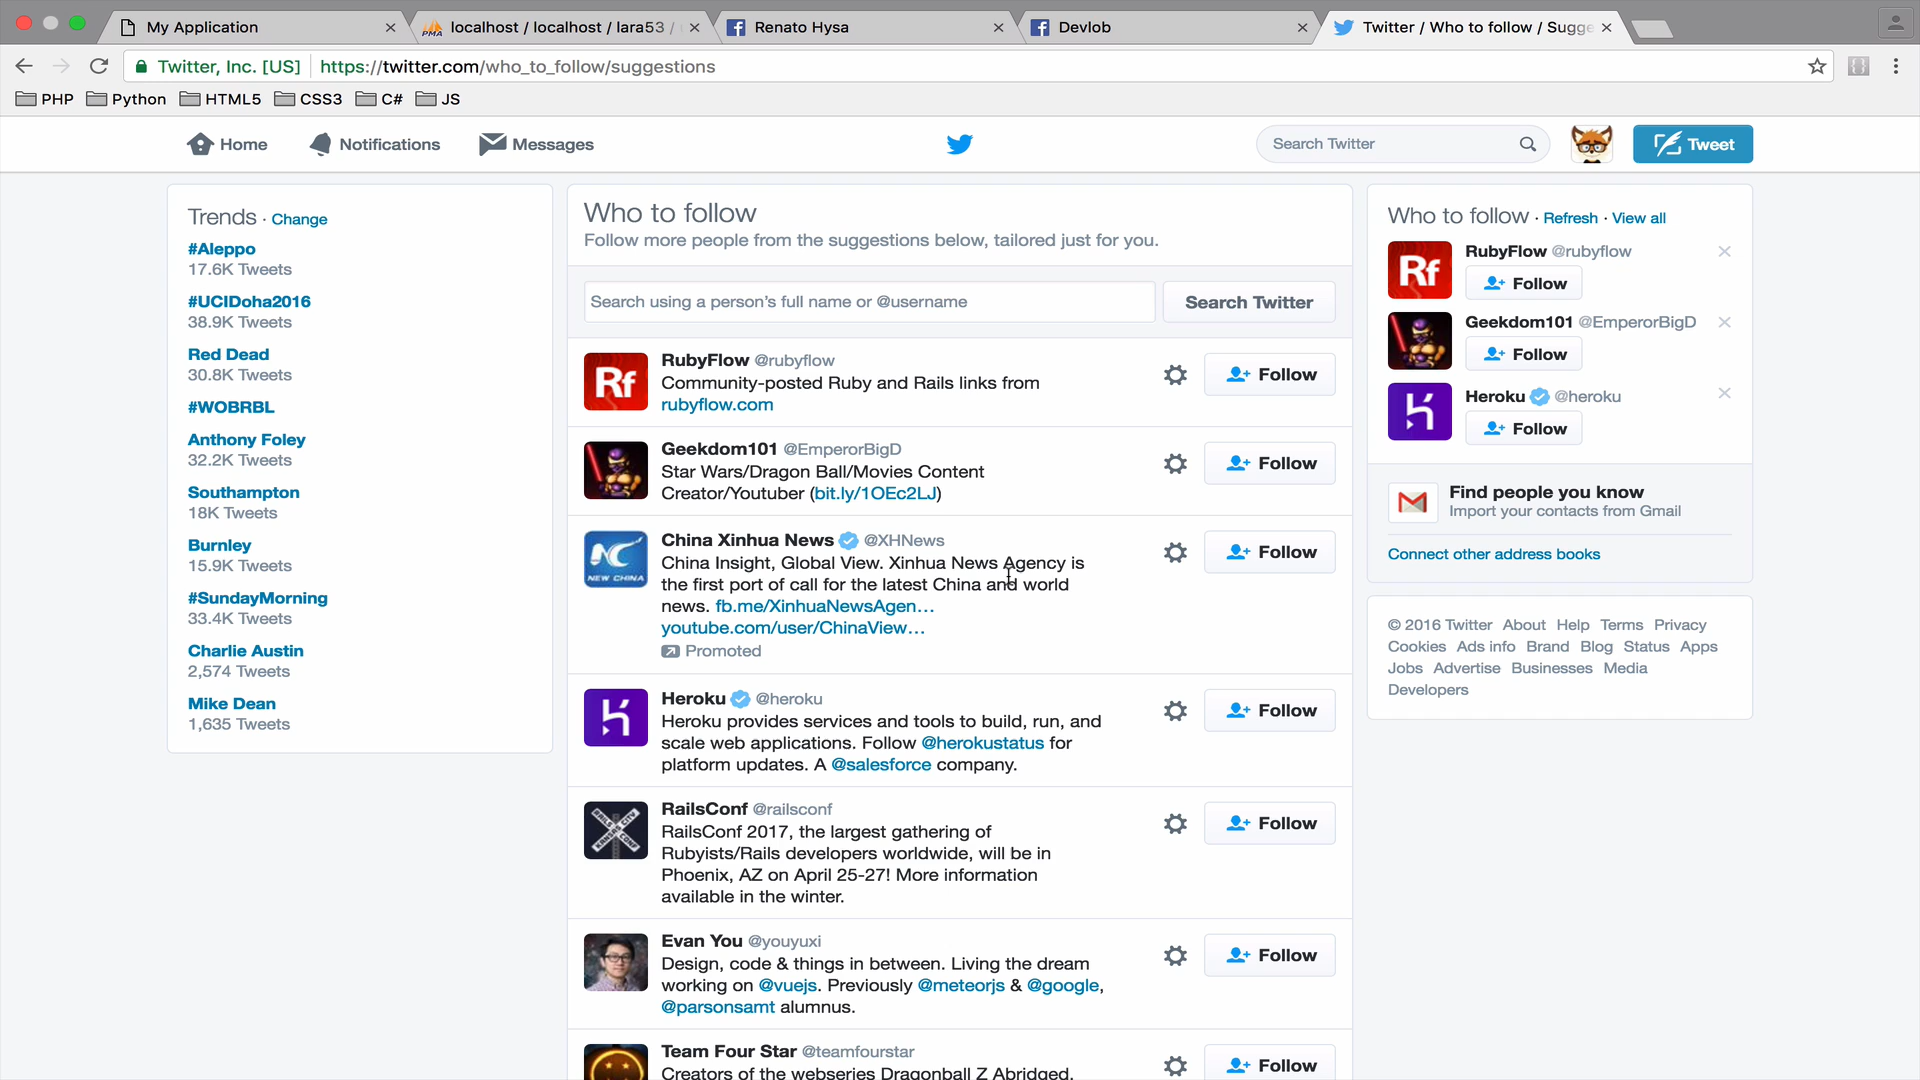 My Application
localhost / localhost / lara53 /
Renato Hysa
Devlob
Twitter / Who to follow / Sugge
Twitter, Inc. [US]
https://twitter.com/who_to_follow/suggestions
PHP
Python
HTML5
CSS3
C#
JS
Home
Notifications
Messages
Search Twitter
Tweet
Trends · Change
#Aleppo
17.6K Tweets
#UCIDoha2016
38.9K Tweets
Red Dead
30.8K Tweets
#WOBRBL
Anthony Foley
32.2K Tweets
Southampton
18K Tweets
Burnley
15.9K Tweets
#SundayMorning
33.4K Tweets
Charlie Austin
2,574 Tweets
Mike Dean
1,635 Tweets
Who to follow
Follow more people from the suggestions below, tailored just for you.
Search using a person's full name or @username
Search Twitter
Rf
RubyFlow @rubyflow
Community-posted Ruby and Rails links from
rubyflow.com
Follow
Geekdom101 @EmperorBigD
Star Wars/Dragon Ball/Movies Content
Creator/Youtuber (bit.ly/1OEc2LJ)
Follow
NEW CHINA
China Xinhua News @XHNews
China Insight, Global View. Xinhua News Agency is
the first port of call for the latest China and world
news. fb.me/XinhuaNewsAgen…
youtube.com/user/ChinaView…
Promoted
Follow
Heroku @heroku
Heroku provides services and tools to build, run, and
scale web applications. Follow @herokustatus for
platform updates. A @salesforce company.
Follow
RailsConf @railsconf
RailsConf 2017, the largest gathering of
Rubyists/Rails developers worldwide, will be in
Phoenix, AZ on April 25-27! More information
available in the winter.
Follow
Evan You @youyuxi
Design, code & things in between. Living the dream
working on @vuejs. Previously @meteorjs & @google,
@parsonsamt alumnus.
Follow
Team Four Star @teamfourstar
Creators of the webseries Dragonball Z Abridged.
Follow
Who to follow · Refresh · View all
Rf
RubyFlow @rubyflow
Follow
Geekdom101 @EmperorBigD
Follow
Heroku @heroku
Follow
Find people you know
Import your contacts from Gmail
Connect other address books
© 2016 Twitter About Help Terms Privacy
Cookies Ads info Brand Blog Status Apps
Jobs Advertise Businesses Media
Developers